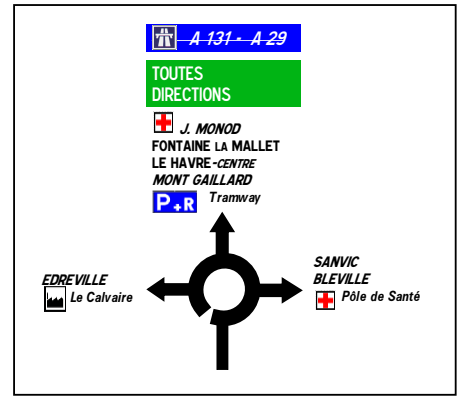 A 131 - A 29
TOUTES
DIRECTIONS
J. MONOD
FONTAINE LA MALLET
LE HAVRE-CENTRE
MONT GAILLARD
P+R Tramway
EDREVILLE
Le Calvaire
SANVIC
BLEVILLE
Pôle de Santé